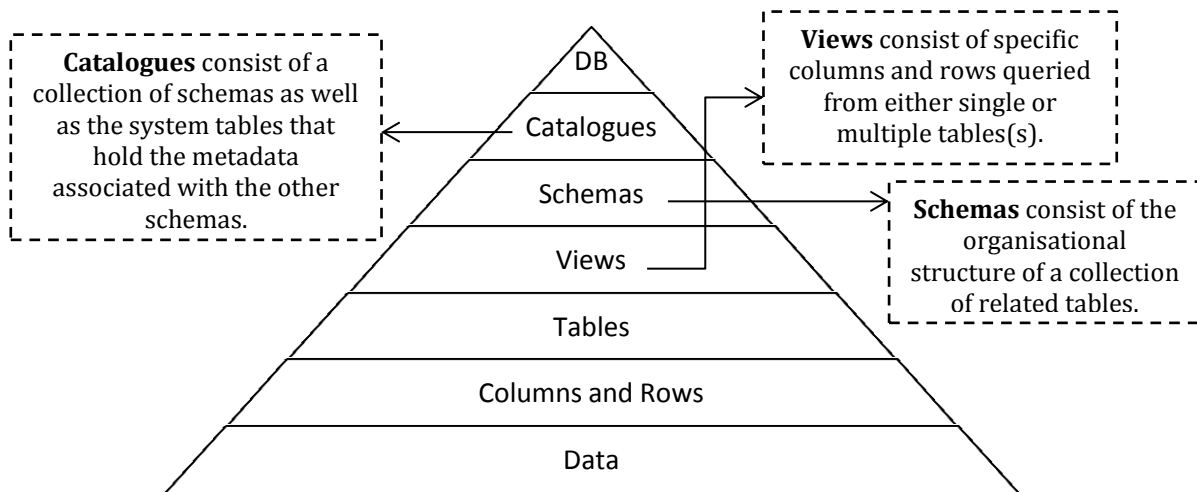 Catalogues consist of a
collection of schemas as well
as the system tables that
hold the metadata
associated with the other
schemas.
Views consist of specific
columns and rows queried
from either single or
multiple tables(s).
Schemas consist of the
organisational
structure of a collection
of related tables.
DB
Catalogues
Schemas
Views
Tables
Columns and Rows
Data